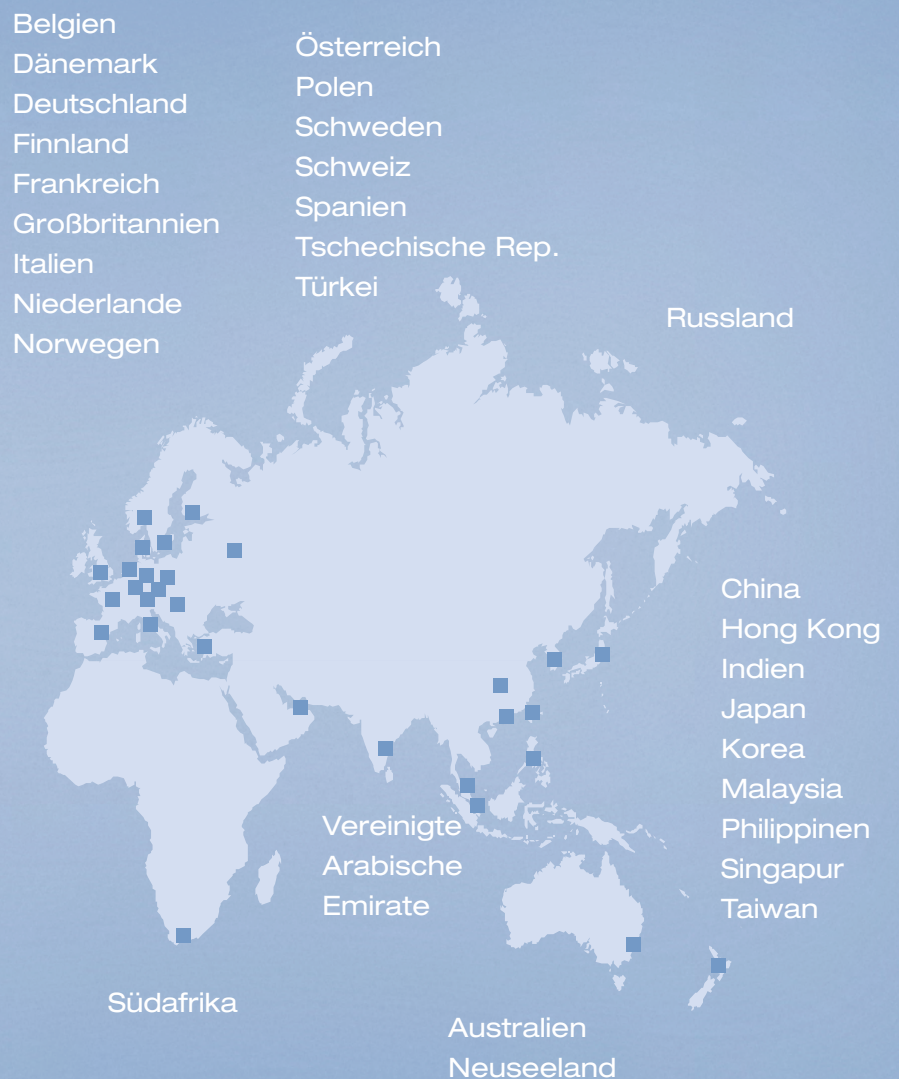 Belgien
Dänemark
Deutschland
Finnland
Frankreich
Großbritannien
Italien
Niederlande
Norwegen
Österreich
Polen
Schweden
Schweiz
Spanien
Tschechische Rep.
Türkei
Russland
China
Hong Kong
Indien
Japan
Korea
Malaysia
Philippinen
Singapur
Taiwan
Vereinigte
Arabische
Emirate
Südafrika
Australien
Neuseeland